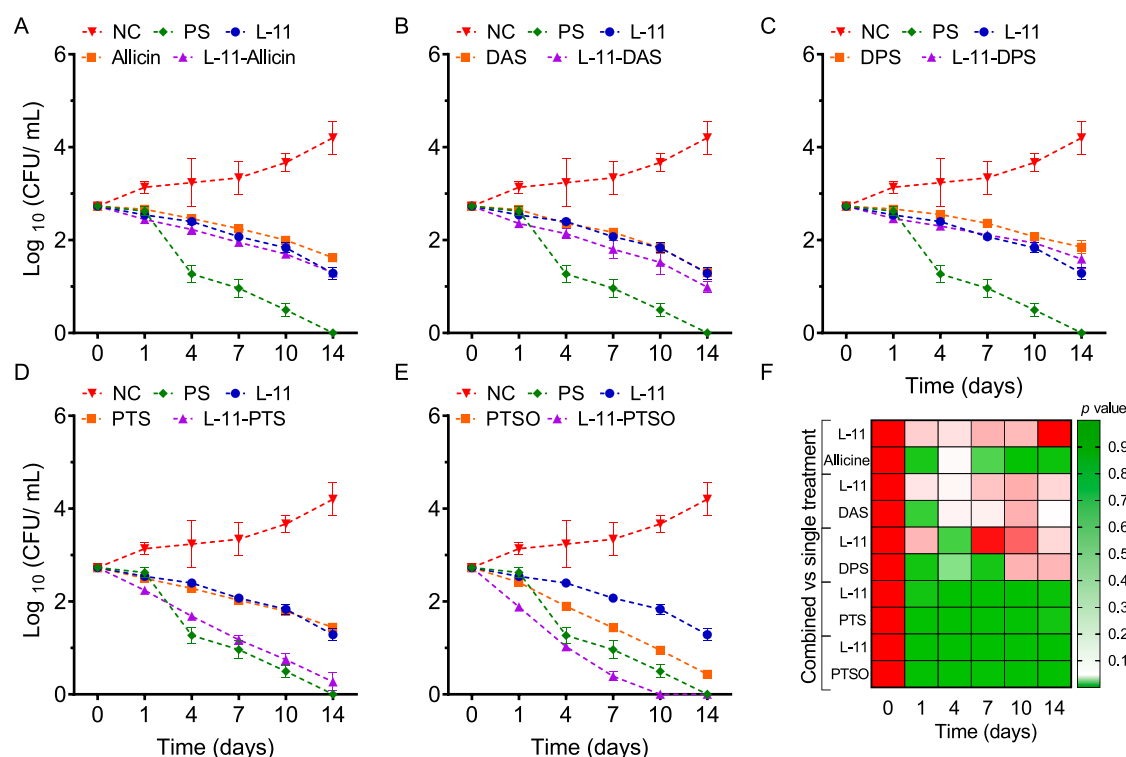 A
NC PS L-11
Allicin L-11-Allicin
Log 10 (CFU/ mL)
6
4
2
0
0 1 4 7 10 14
B
NC PS L-11
DAS L-11-DAS
6
4
2
0
0 1 4 7 10 14
C
NC PS L-11
DPS L-11-DPS
6
4
2
0
0 1 4 7 10 14
Time (days)
D
NC PS L-11
PTS L-11-PTS
Log 10 (CFU/ mL)
6
4
2
0
0 1 4 7 10 14
Time (days)
E
NC PS L-11
PTSO L-11-PTSO
6
4
2
0
0 1 4 7 10 14
Time (days)
F
p value
Combined vs single treatment
L-11
Allicine
L-11
DAS
L-11
DPS
L-11
PTS
L-11
PTSO
0 1 4 7 10 14
Time (days)
0.9
0.8
0.7
0.6
0.5
0.4
0.3
0.2
0.1